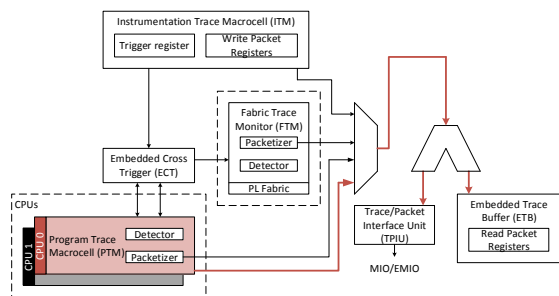 Instrumentation Trace Macrocell (ITM)
Trigger register
Write Packet
Registers
Fabric Trace
Monitor (FTM)
Packetizer
Detector
PL Fabric
Embedded Cross
Trigger (ECT)
CPUs
CPU 1
CPU 0
Program Trace
Macrocell (PTM)
Detector
Packetizer
Trace/Packet
Interface Unit
(TPIU)
MIO/EMIO
Embedded Trace
Buffer (ETB)
Read Packet
Registers